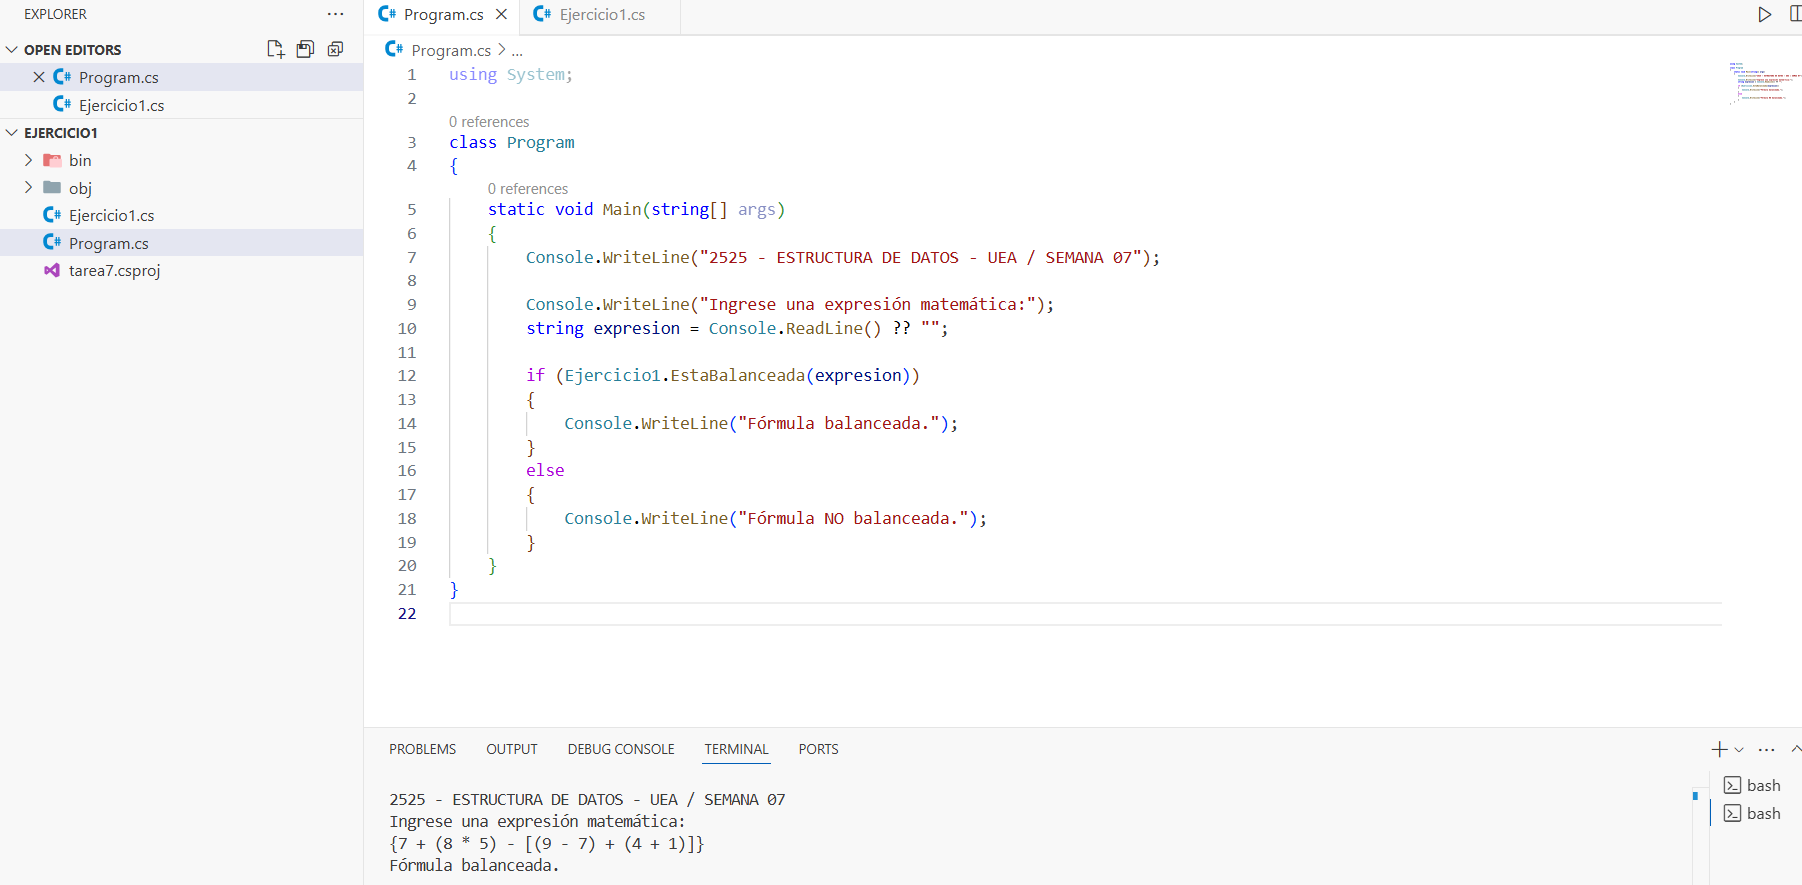 EXPLORER
OPEN EDITORS
Program.cs
Ejercicio1.cs
EJERCICIO1
bin
obj
Ejercicio1.cs
Program.cs
tarea7.csproj
Program.cs
Ejercicio1.cs
Program.cs > ...
1 using System;
2
0 references
3 class Program
4 {
0 references
5 static void Main(string[] args)
6 {
7 Console.WriteLine("2525 - ESTRUCTURA DE DATOS - UEA / SEMANA 07");
8
9 Console.WriteLine("Ingrese una expresión matemática:");
10 string expresion = Console.ReadLine() ?? "";
11
12 if (Ejercicio1.EstaBalanceada(expresion))
13 {
14 Console.WriteLine("Fórmula balanceada.");
15 }
16 else
17 {
18 Console.WriteLine("Fórmula NO balanceada.");
19 }
20 }
21 }
22
PROBLEMS OUTPUT DEBUG CONSOLE TERMINAL PORTS
2525 - ESTRUCTURA DE DATOS - UEA / SEMANA 07
Ingrese una expresión matemática:
{7 + (8 * 5) - [(9 - 7) + (4 + 1)]}
Fórmula balanceada.
bash
bash